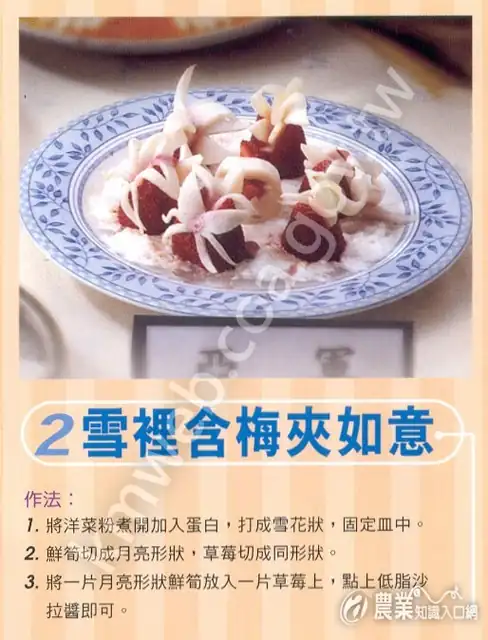 2雪裡含梅夾如意
作法：
1. 將洋菜粉煮開加入蛋白，打成雪花狀，固定皿中。
2. 鮮筍切成月亮形狀，草莓切成同形狀。
3. 將一片月亮形狀鮮筍放入一片草莓上，點上低脂沙
拉醬即可。
農業知識入口網
kmweb.coa.gov.tw